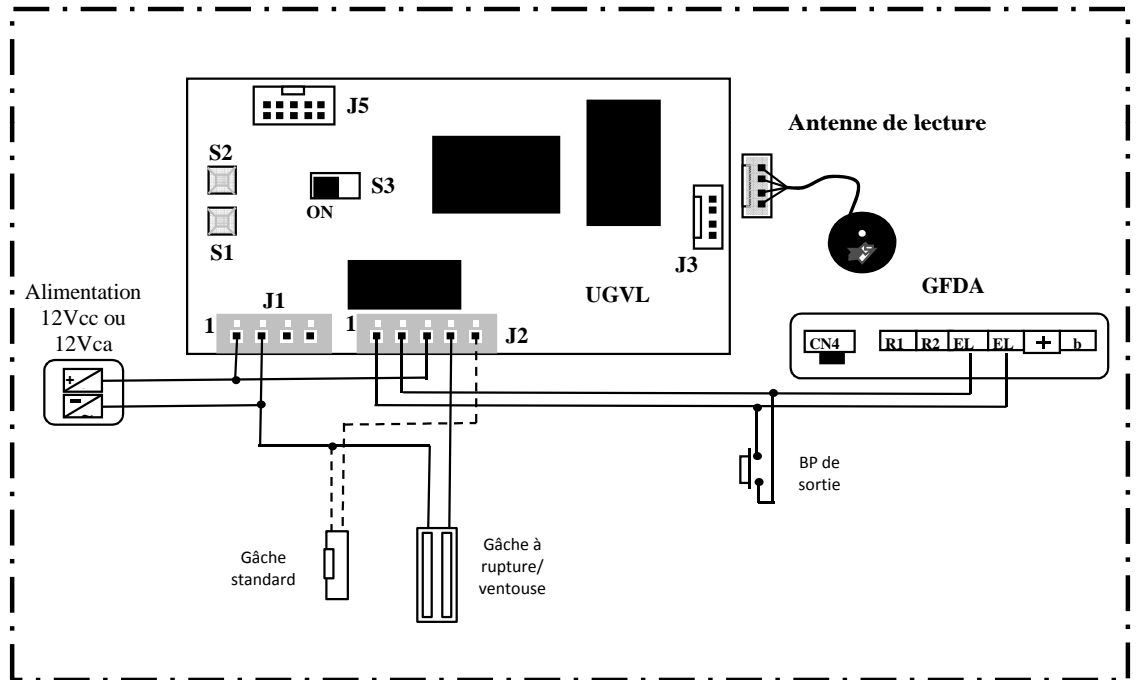 J5
Antenne de lecture
S2
S3
ON
S1
J3
GFDA
Alimentation
12Vcc ou
12Vca
J1
UGVL
1
1
J2
CN4
R1 R2 EL EL + b
+
-
BP de
sortie
Gâche
standard
Gâche à
rupture/
ventouse